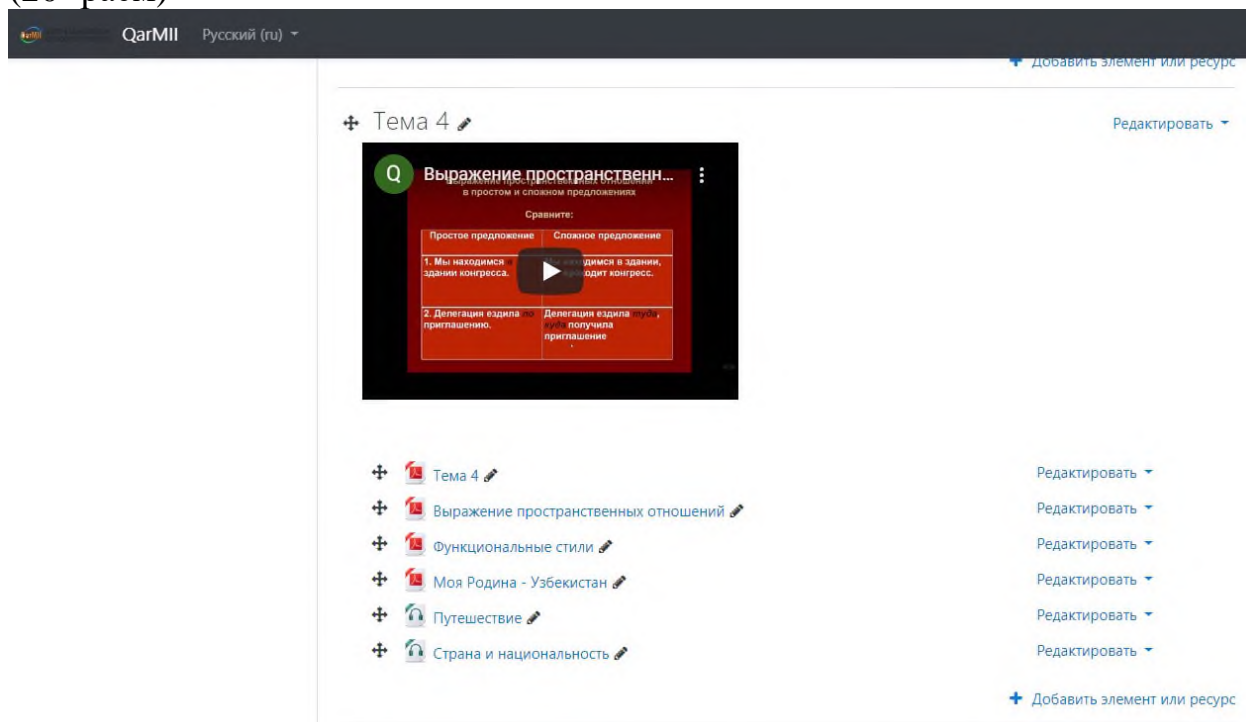 QarMII Русский (ru)
Добавить элемент или ресурс
Тема 4 Редактировать
Q Выражение пространственн...
в простом и сложном предложениях
Сравните:
Простое предложение Сложное предложение
1. Мы находимся в здании конгресса.
находимся в здании, проходит конгресс.
2. Делегация ездила по приглашению.
Делегация ездила туда, куда получила приглашение
Тема 4 Редактировать
Выражение пространственных отношений Редактировать
Функциональные стили Редактировать
Моя Родина - Узбекистан Редактировать
Путешествие Редактировать
Страна и национальность Редактировать
Добавить элемент или ресурс